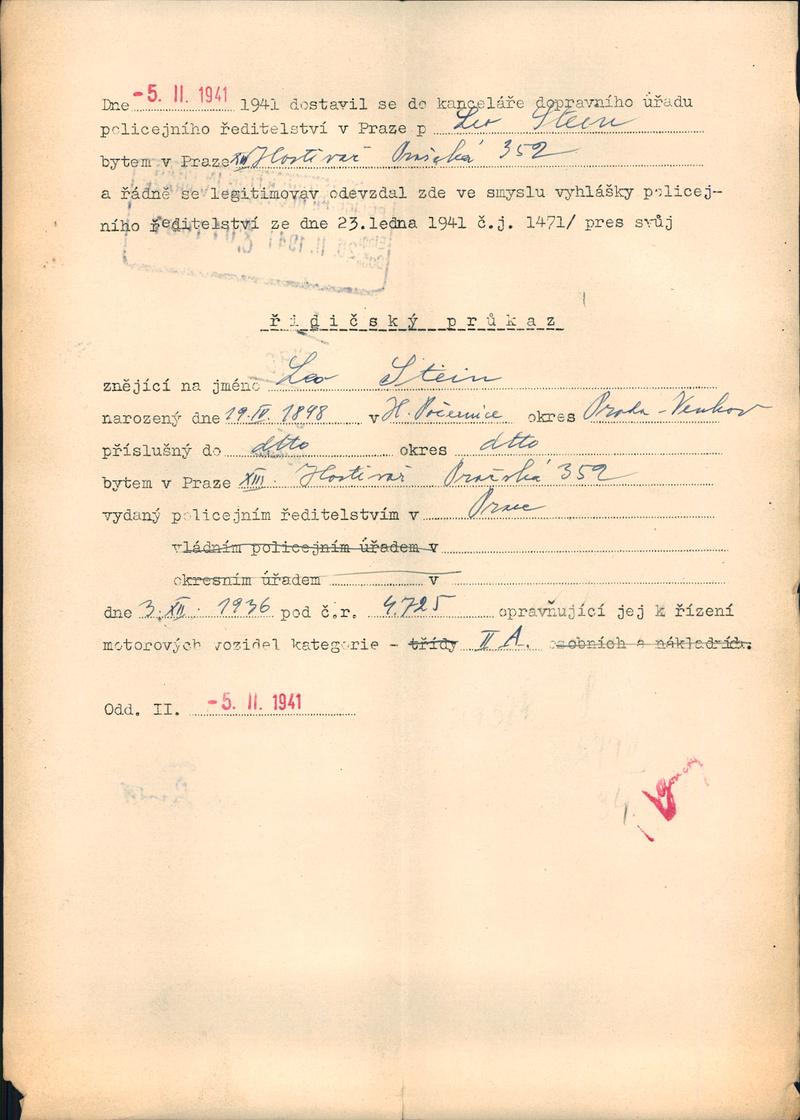 Dne -5. II. 1941 1941 dostavil se do kanceláře dopravního úřadu
policejního ředitelství v Praze p Leo Stein
bytem v Praze XIII Hostivař Pražská 352
a řádně se legitimovav odevzdal zde ve smyslu vyhlášky policej-
ního ředitelství ze dne 23.ledna 1941 č.j. 1471/ pres svůj
řidičský průkaz
znějící na jméno Leo Stein
narozený dne 19.IV. 1898 v H. Počernice okres Praha-Venkov
příslušný do dtto okres dtto
bytem v Praze XIII. Hostivař Pražská 352
vydaný policejním ředitelstvím v Praze
vládním policejním úřadem v
okresním úřadem v
dne 3. XII. 1936 pod č.r. 4.725 opravňující jej k řízení
motorových vozidel kategorie - třídy II A. osobních a nákladních.
Odd. II. -5. II. 1941